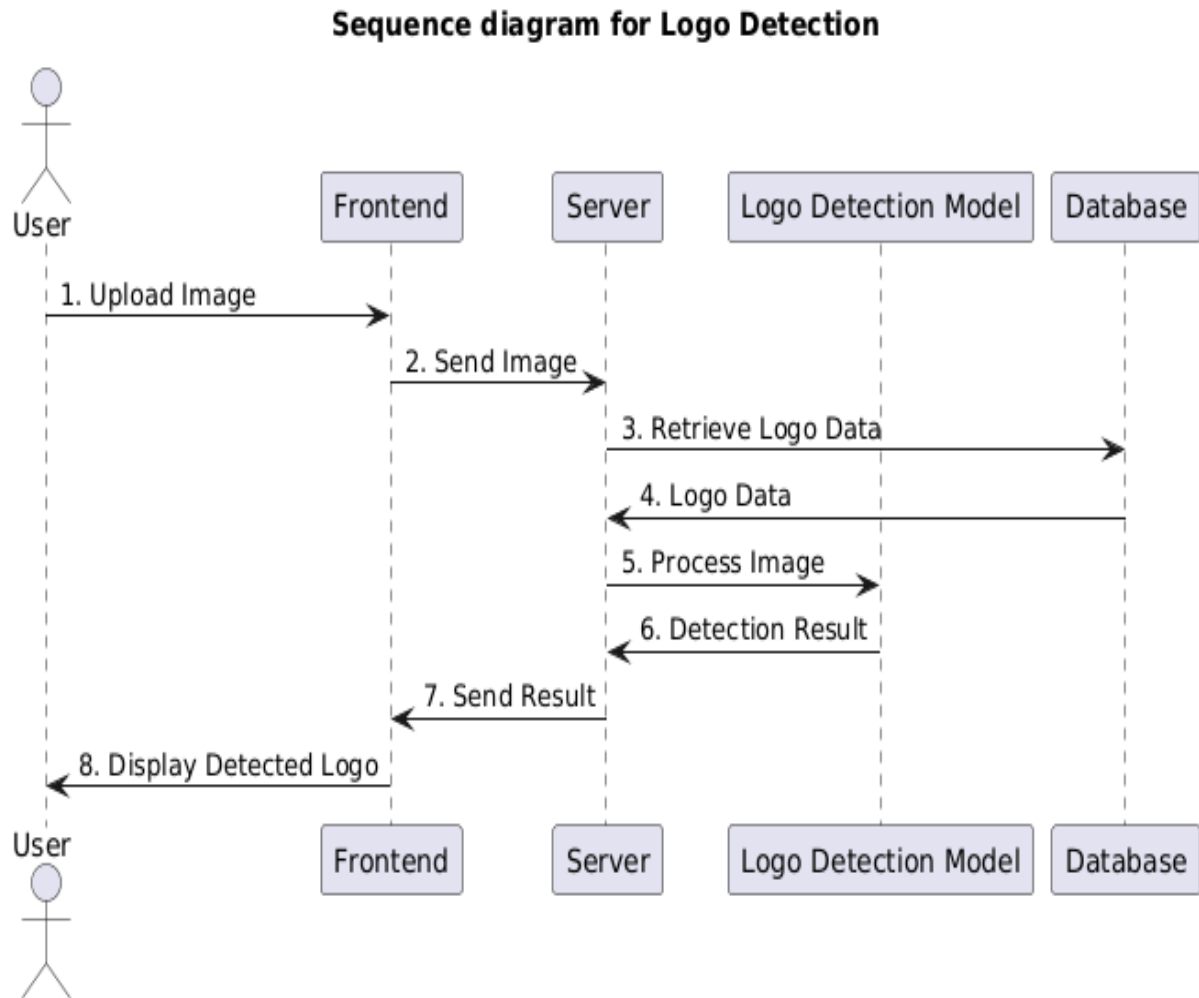 Sequence diagram for Logo Detection
User
Frontend
Server
Logo Detection Model
Database
1. Upload Image
2. Send Image
3. Retrieve Logo Data
4. Logo Data
5. Process Image
6. Detection Result
7. Send Result
8. Display Detected Logo
User
Frontend
Server
Logo Detection Model
Database